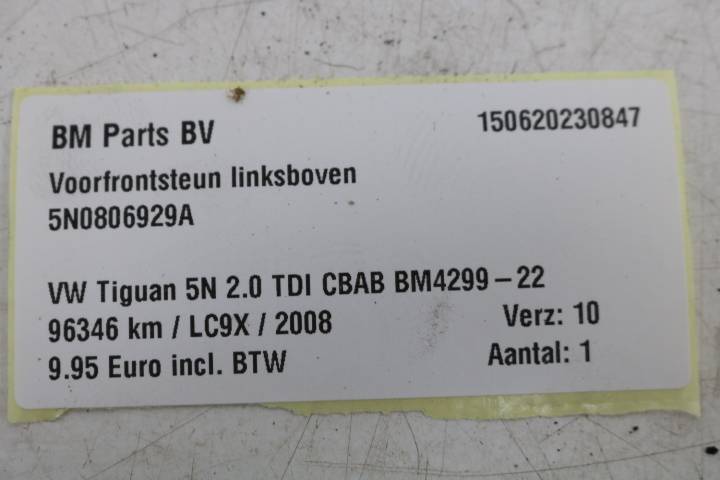 BM Parts BV 150620230847
Voorfrontsteun linksboven
5N0806929A
VW Tiguan 5N 2.0 TDI CBAB BM4299-22
96346 km / LC9X / 2008 Verz: 10
9.95 Euro incl. BTW Aantal: 1